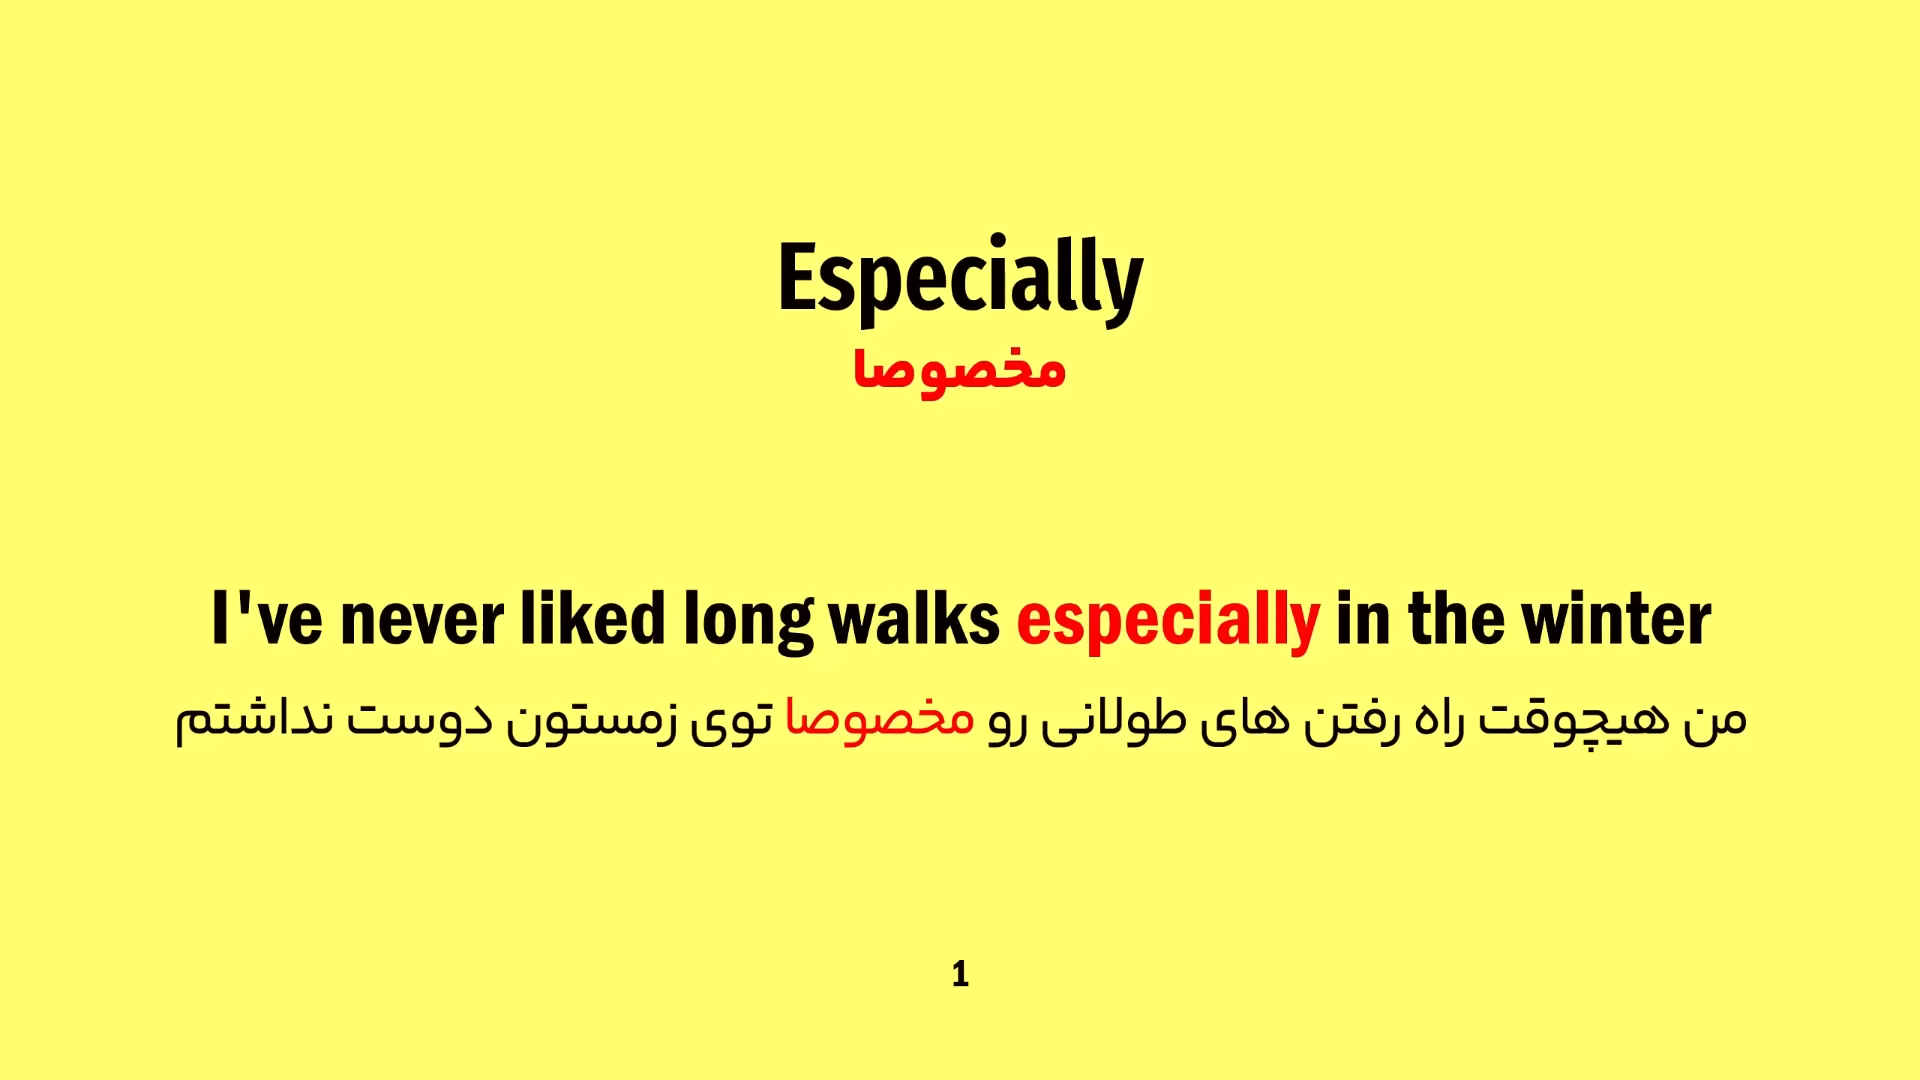 Especially
مخصوصا
I've never liked long walks especially in the winter
من هیچوقت راه رفتن های طولانی رو مخصوصا توی زمستون دوست نداشتم
1